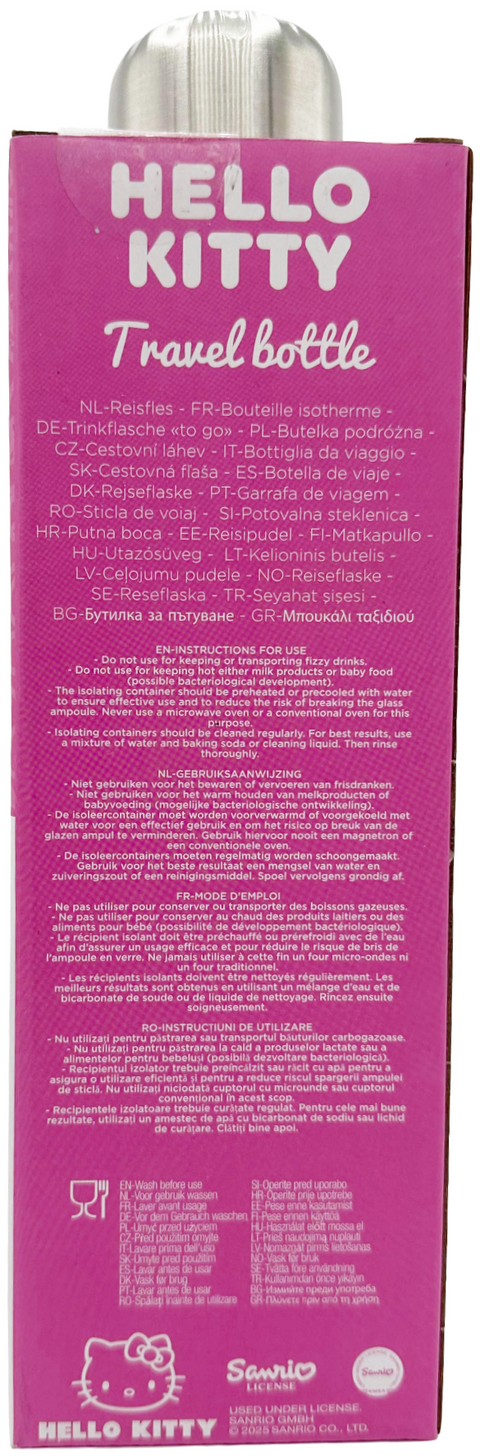 HELLO
KITTY
Travel bottle
NL-Reisfles - FR-Bouteille isotherme -
DE-Trinkflasche «to go» - PL-Butelka podróżna -
CZ-Cestovní láhev - IT-Bottiglia da viaggio -
SK-Cestovná fľaša - ES-Botella de viaje -
DK-Rejseflaske - PT-Garrafa de viagem -
RO-Sticla de voiaj - SI-Potovalna steklenica -
HR-Putna boca - EE-Reisipudel - FI-Matkapullo -
HU-Utazósüveg - LT-Kelioninis butelis -
LV-Ceļojumu pudele - NO-Reiseflaske -
SE-Reseflaska - TR-Seyahat şisesi -
BG-Бутилка за пътуване - GR-Μπουκάλι ταξιδιού
EN-INSTRUCTIONS FOR USE
- Do not use for keeping or transporting fizzy drinks.
- Do not use for keeping hot either milk products or baby food
(possible bacteriological development).
- The isolating container should be preheated or precooled with water
to ensure effective use and to reduce the risk of breaking the glass
ampoule. Never use a microwave oven or a conventional oven for this
purpose.
- Isolating containers should be cleaned regularly. For best results, use
a mixture of water and baking soda or cleaning liquid. Then rinse
thoroughly.
NL-GEBRUIKSAANWIJZING
- Niet gebruiken voor het bewaren of vervoeren van frisdranken.
- Niet gebruiken voor het warm houden van melkproducten of
babyvoeding (mogelijke bacteriologische ontwikkeling).
- De isoleercontainer moet worden voorverwarmd of voorgekoeld met
water voor een effectief gebruik en om het risico op breuk van de
glazen ampul te verminderen. Gebruik hiervoor nooit een magnetron of
een conventionele oven.
- De isoleercontainers moeten regelmatig worden schoongemaakt.
Gebruik voor het beste resultaat een mengsel van water en
zuiveringszout of een reinigingsmiddel. Spoel vervolgens grondig af.
FR-MODE D'EMPLOI
- Ne pas utiliser pour conserver ou transporter des boissons gazeuses.
- Ne pas utiliser pour conserver au chaud des produits laitiers ou des
aliments pour bébé (possibilité de développement bactériologique).
- Le récipient isolant doit être préchauffé ou prérefroidi avec de l'eau
afin d'assurer un usage efficace et pour réduire le risque de bris de
l'ampoule en verre. Ne jamais utiliser à cette fin un four micro-ondes ni
un four traditionnel.
- Les récipients isolants doivent être nettoyés régulièrement. Les
meilleurs résultats sont obtenus en utilisant un mélange d'eau et de
bicarbonate de soude ou de liquide de nettoyage. Rincez ensuite
soigneusement.
RO-INSTRUCȚIUNI DE UTILIZARE
- Nu utilizați pentru păstrarea sau transportul băuturilor carbogazoase.
- Nu utilizați pentru păstrarea la cald a produselor lactate sau a
alimentelor pentru bebeluși (posibilă dezvoltare bacteriologică).
- Recipientul izolator trebuie preîncălzit sau răcit cu apă pentru a
asigura o utilizare eficientă și pentru a reduce riscul spargerii ampulei
de sticlă. Nu utilizați niciodată cuptorul cu microunde sau cuptorul
convențional în acest scop.
- Recipientele izolatoare trebuie curățate regulat. Pentru cele mai bune
rezultate, utilizați un amestec de apă cu bicarbonat de sodiu sau lichid
de curățare. Clătiți bine apoi.
EN-Wash before use
NL-Voor gebruik wassen
FR-Laver avant usage
DE-Vor dem Gebrauch waschen
PL-Umyć przed użyciem
CZ-Před použitím omyjte
IT-Lavare prima dell'uso
SK-Umyte pred použitím
ES-Lavar antes de usar
DK-Vask før brug
PT-Lavar antes de usar
RO-Spălați înainte de utilizare
SI-Operite pred uporabo
HR-Operite prije upotrebe
EE-Pese enne kasutamist
FI-Pese ennen käyttöä
HU-Használat előtt mossa el
LT-Prieš naudojimą nuplauti
LV-Nomazgāt pirms lietošanas
NO-Vask før bruk
SE-Tvätta före användning
TR-Kullanımdan önce yıkayın
BG-Измийте преди употреба
GR-Πλύνετε πριν από τη χρήση
HELLO KITTY
Sanrio
LICENSE
Sanrio
USED UNDER LICENSE.
SANRIO GMBH
© 2025 SANRIO CO., LTD.